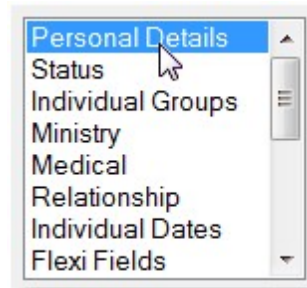 Personal Details
Status
Individual Groups
Ministry
Medical
Relationship
Individual Dates
Flexi Fields